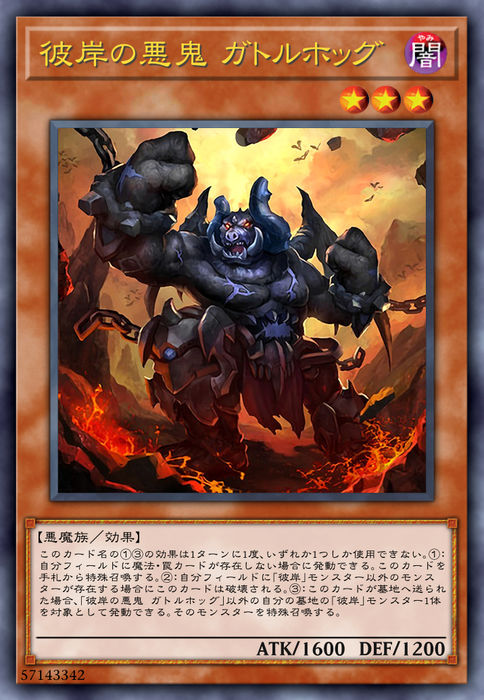 彼岸の悪鬼 ガトルホッグ
やみ
闇
【悪魔族／効果】
このカード名の①③の効果は1ターンに1度、いずれか1つしか使用できない。①：
自分フィールドに魔法・罠カードが存在しない場合に発動できる。このカードを
手札から特殊召喚する。②：自分フィールドに「彼岸」モンスター以外のモンス
ターが存在する場合にこのカードは破壊される。③：このカードが墓地へ送られ
た場合、「彼岸の悪鬼 ガトルホッグ」以外の自分の墓地の「彼岸」モンスター1体
を対象として発動できる。そのモンスターを特殊召喚する。
ATK/1600 DEF/1200
57143342